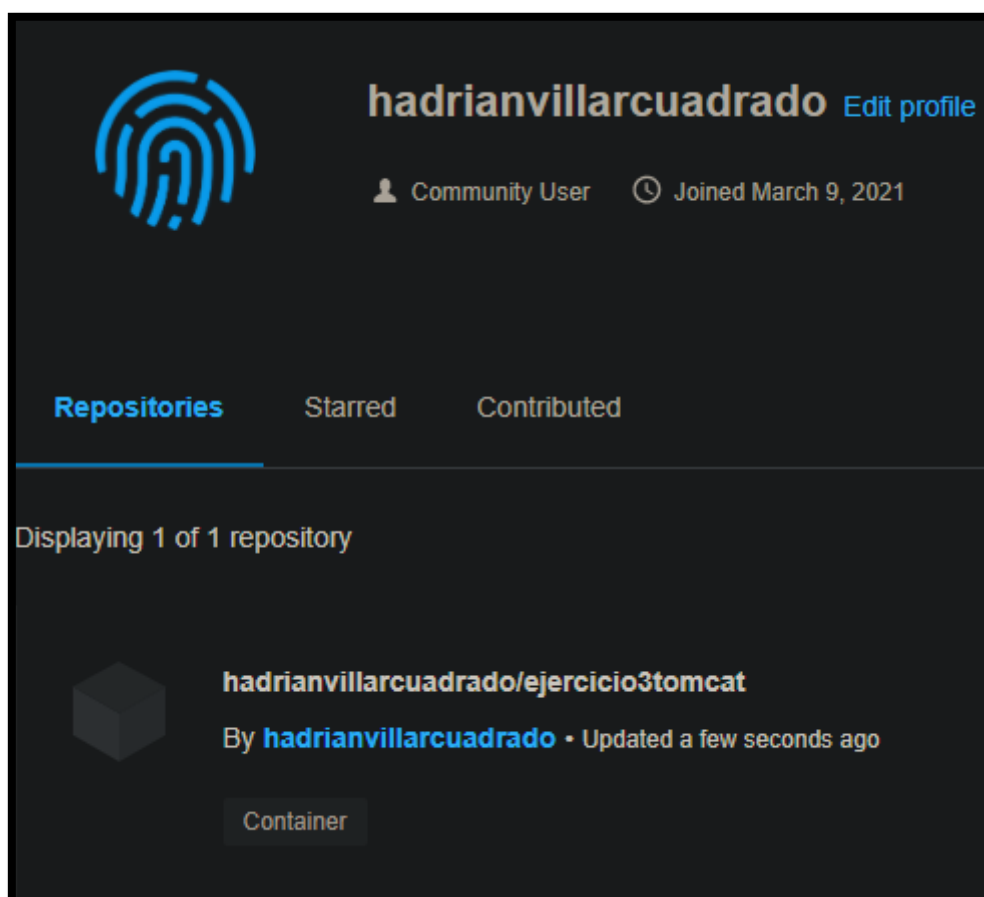 hadrianvillarcuadrado Edit profile
Community User Joined March 9, 2021
Repositories Starred Contributed
Displaying 1 of 1 repository
hadrianvillarcuadrado/ejercicio3tomcat
By hadrianvillarcuadrado • Updated a few seconds ago
Container